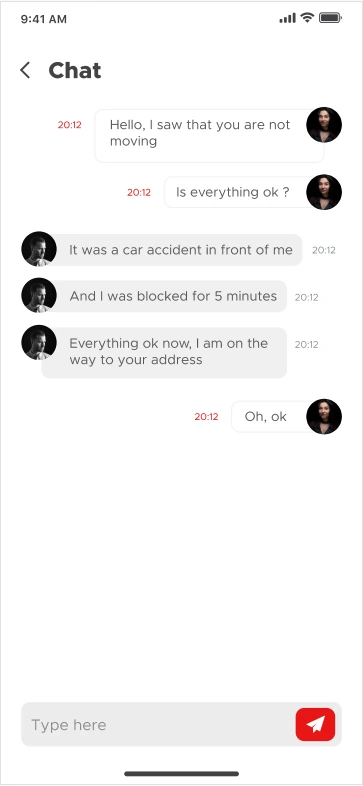 9:41 AM
Chat
20:12
Hello, I saw that you are not
moving
20:12
Is everything ok ?
It was a car accident in front of me
20:12
And I was blocked for 5 minutes
20:12
Everything ok now, I am on the
way to your address
20:12
20:12
Oh, ok
Type here